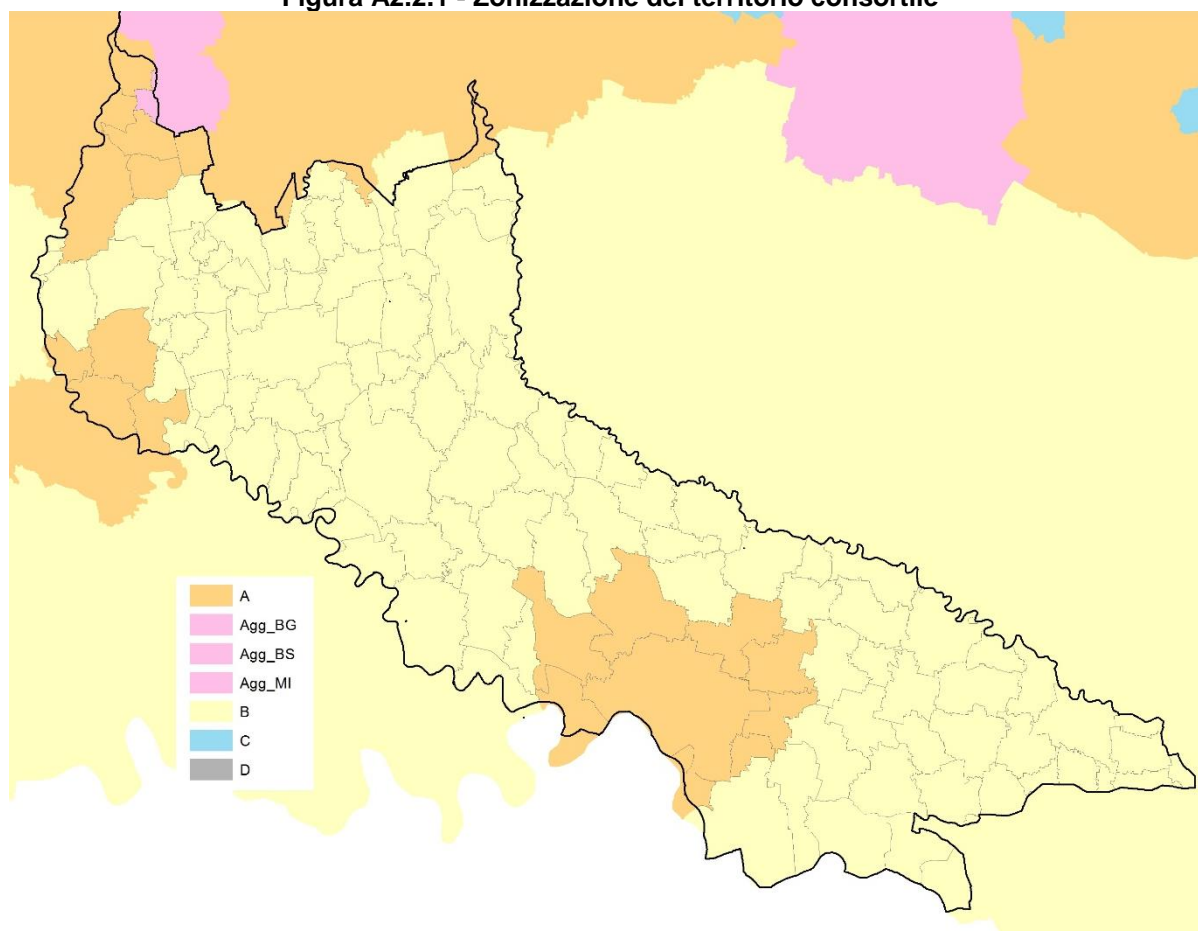 Figura A2.2.1 - Zonizzazione del territorio consortile
A
Agg_BG
Agg_BS
Agg_MI
B
C
D